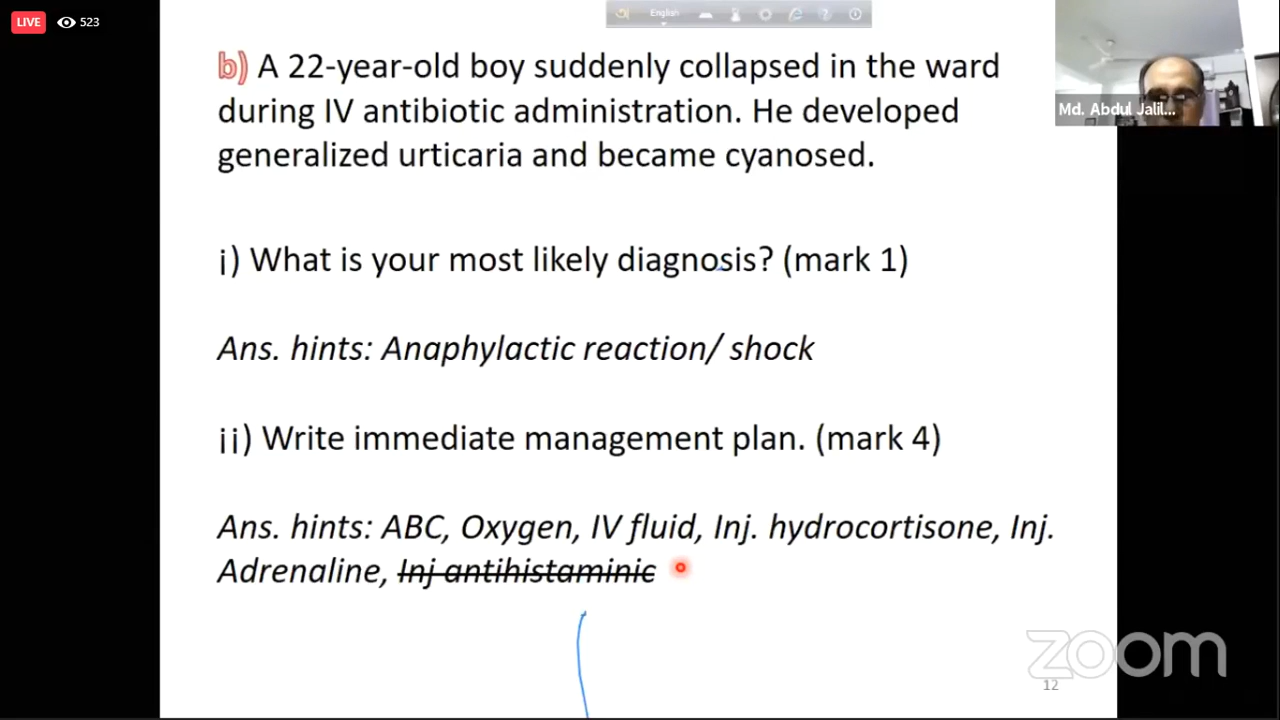 LIVE 523
English
Md. Abdul Jalil...
b) A 22-year-old boy suddenly collapsed in the ward
during IV antibiotic administration. He developed
generalized urticaria and became cyanosed.
i) What is your most likely diagnosis? (mark 1)
Ans. hints: Anaphylactic reaction/ shock
ii) Write immediate management plan. (mark 4)
Ans. hints: ABC, Oxygen, IV fluid, Inj. hydrocortisone, Inj.
Adrenaline, Inj antihistaminic
zoom
12